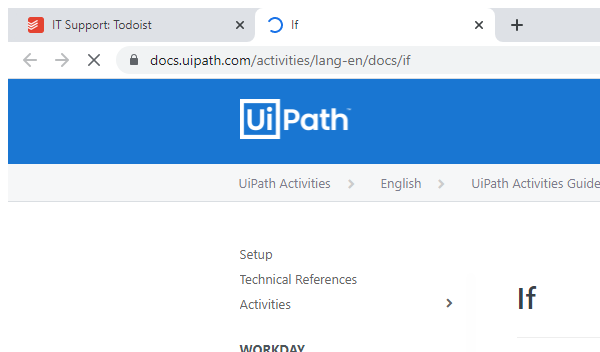 IT Support: Todoist
If
docs.uipath.com/activities/lang-en/docs/if
UiPath™
UiPath Activities
English
UiPath Activities Guide
Setup
Technical References
Activities
If
WORKDAY